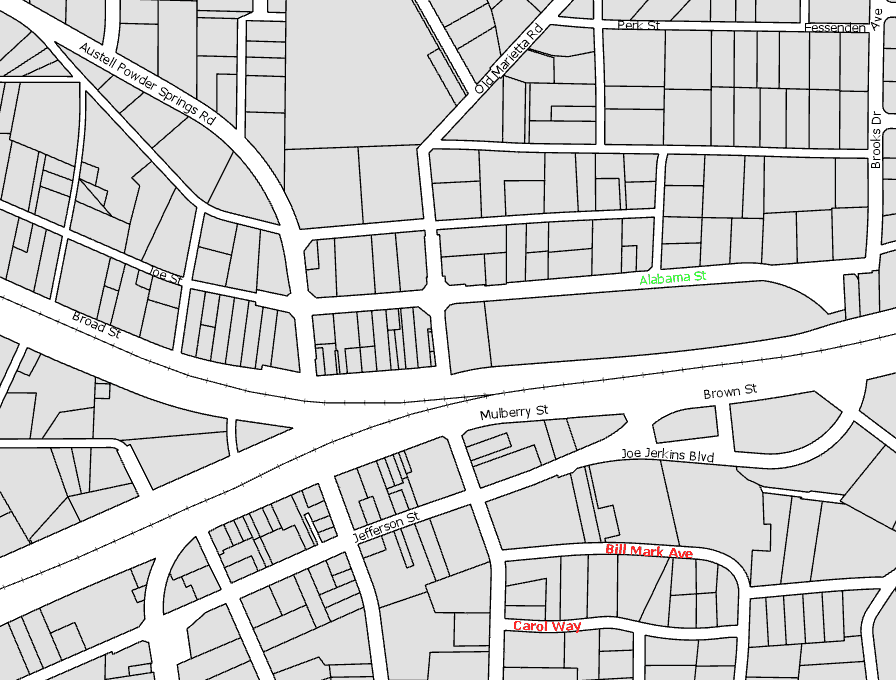 Perk St
Fessenden
Ave
Old Marietta Rd
Austell Powder Springs Rd
Brooks Dr
Joe St
Alabama St
Broad St
Brown St
Mulberry St
Joe Jerkins Blvd
Jefferson St
Bill Mark Ave
Carol Way